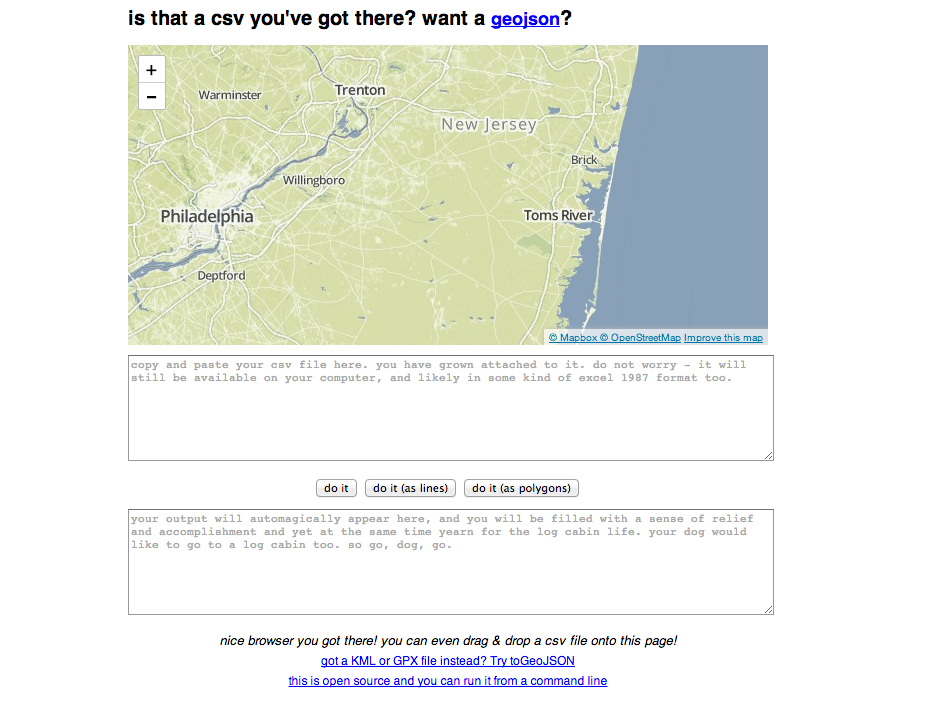 is that a csv you've got there? want a geojson?
+
−
Warminster
Trenton
New Jersey
Brick
Willingboro
Philadelphia
Toms River
Deptford
© Mapbox © OpenStreetMap Improve this map
copy and paste your csv file here. you have grown attached to it. do not worry - it will
still be available on your computer, and likely in some kind of excel 1987 format too.
do it
do it (as lines)
do it (as polygons)
your output will automagically appear here, and you will be filled with a sense of relief
and accomplishment and yet at the same time yearn for the log cabin life. your dog would
like to go to a log cabin too. so go, dog, go.
nice browser you got there! you can even drag & drop a csv file onto this page!
got a KML or GPX file instead? Try toGeoJSON
this is open source and you can run it from a command line